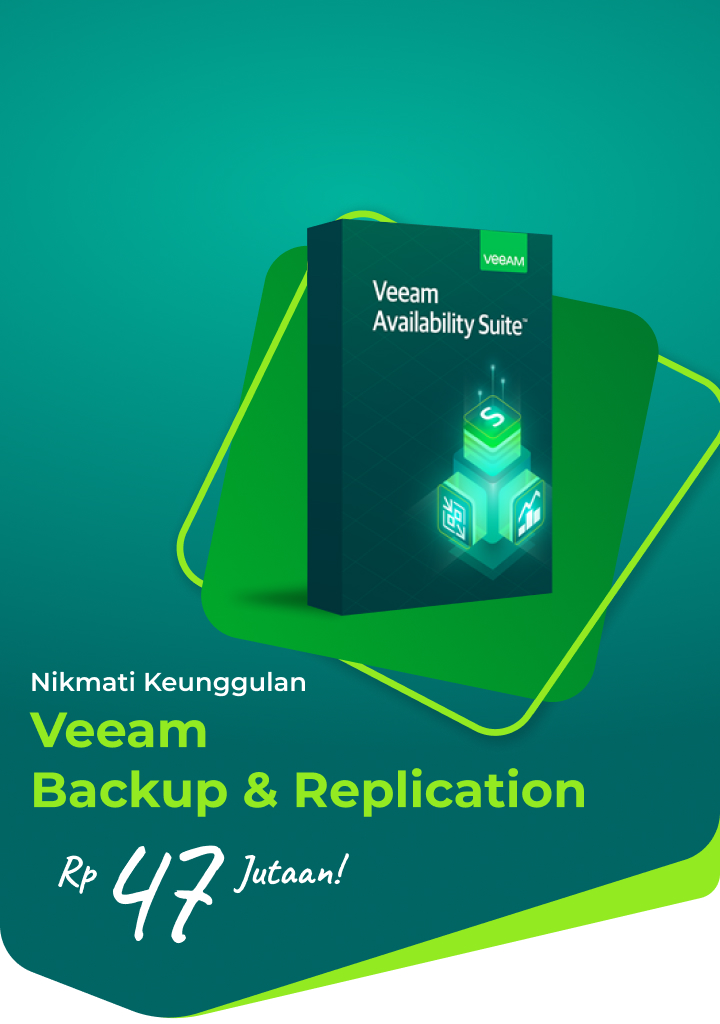 veeAM
Veeam
Availability Suite™
S
Nikmati Keunggulan
Veeam
Backup & Replication
Rp 47 Jutaan!